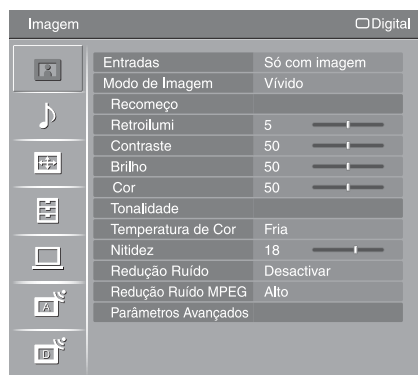 Imagem Digital
Entradas Só com imagem
Modo de Imagem Vívido
Recomeço
Retroilumi 5
Contraste 50
Brilho 50
Cor 50
Tonalidade
Temperatura de Cor Fria
Nitidez 18
Redução Ruído Desactivar
Redução Ruído MPEG Alto
Parâmetros Avançados
A
D